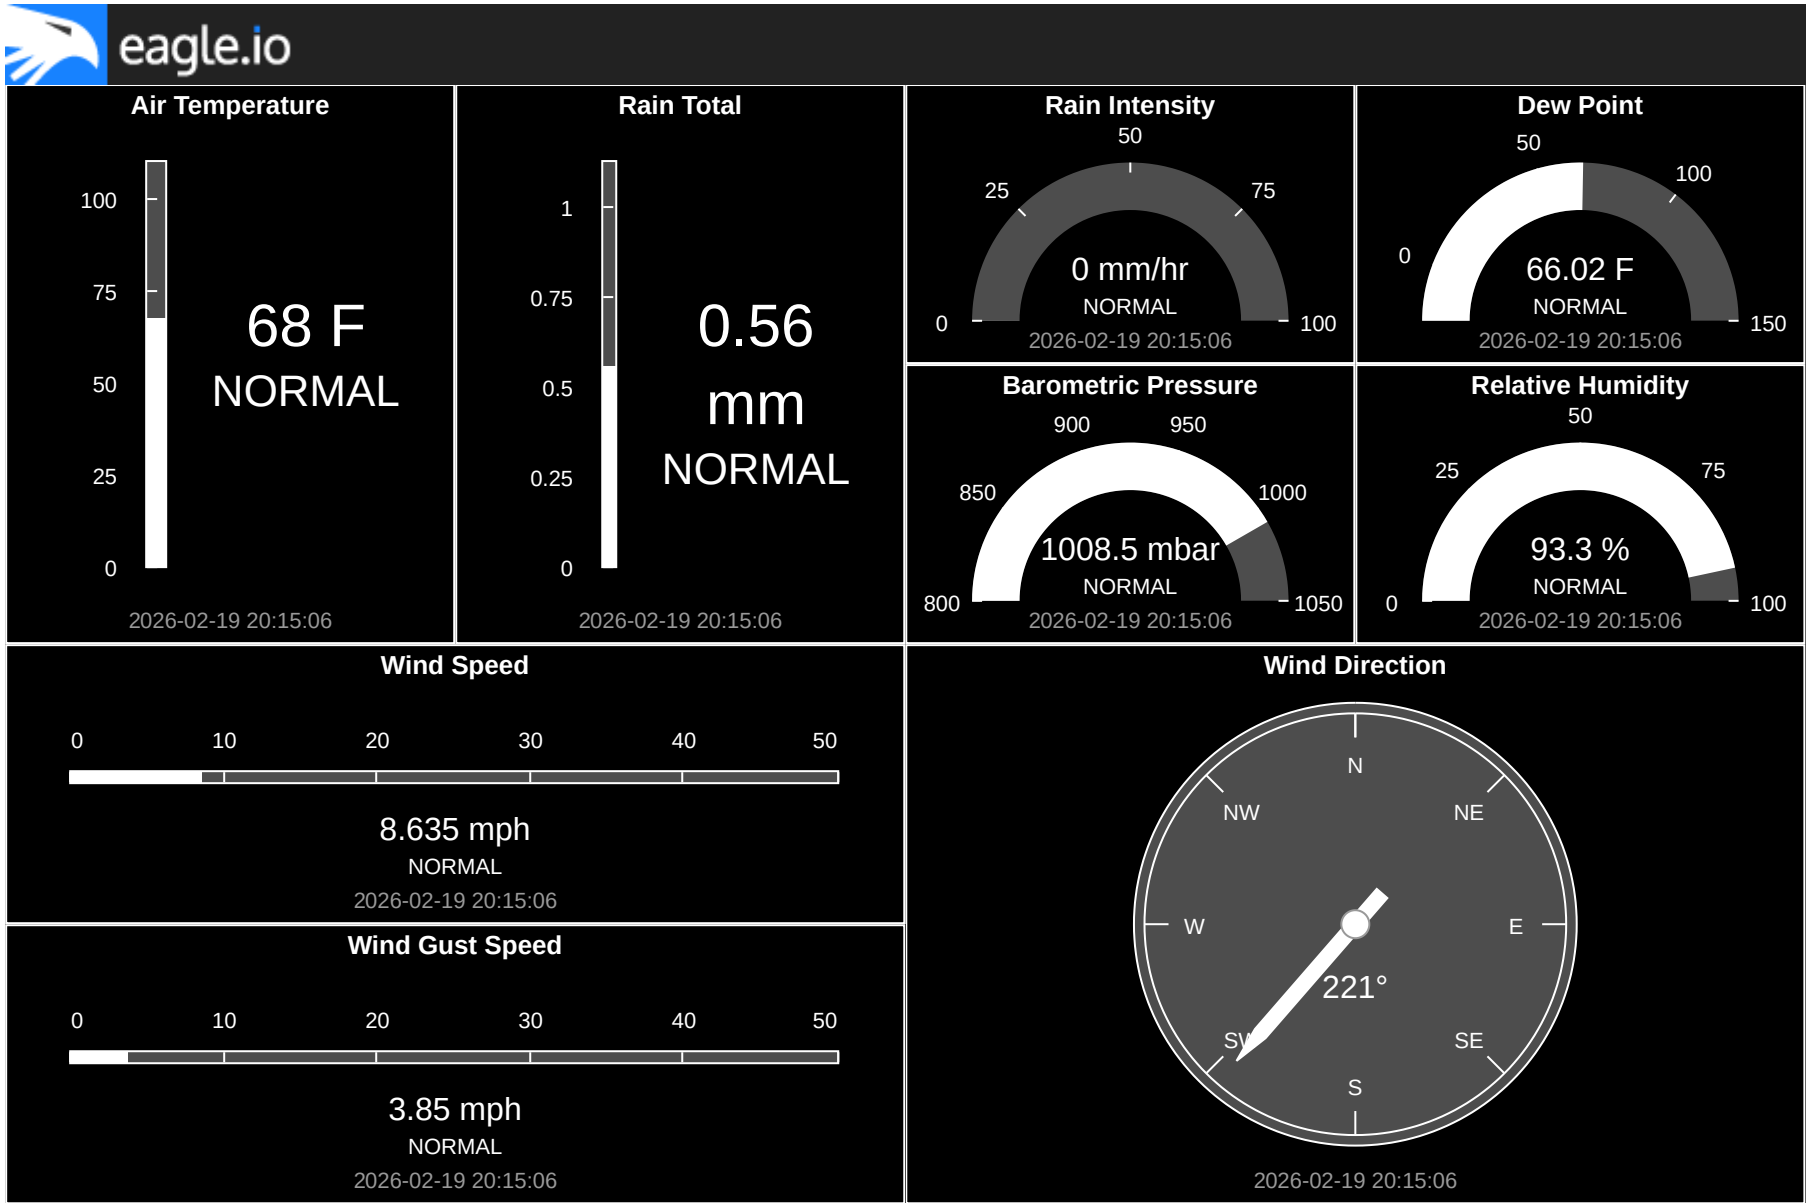 eagle.io
Air Temperature
100
75
50
25
0
68 F
NORMAL
2026-02-19 20:15:06
Rain Total
1
0.75
0.5
0.25
0
0.56
mm
NORMAL
2026-02-19 20:15:06
Rain Intensity
50
25
75
0
100
0 mm/hr
NORMAL
2026-02-19 20:15:06
Dew Point
50
100
0
150
66.02 F
NORMAL
2026-02-19 20:15:06
Barometric Pressure
900
950
850
1000
800
1050
1008.5 mbar
NORMAL
2026-02-19 20:15:06
Relative Humidity
50
25
75
0
100
93.3 %
NORMAL
2026-02-19 20:15:06
Wind Speed
0 10 20 30 40 50
8.635 mph
NORMAL
2026-02-19 20:15:06
Wind Gust Speed
0 10 20 30 40 50
3.85 mph
NORMAL
2026-02-19 20:15:06
Wind Direction
N
NW
NE
W
E
221°
SW
SE
S
2026-02-19 20:15:06